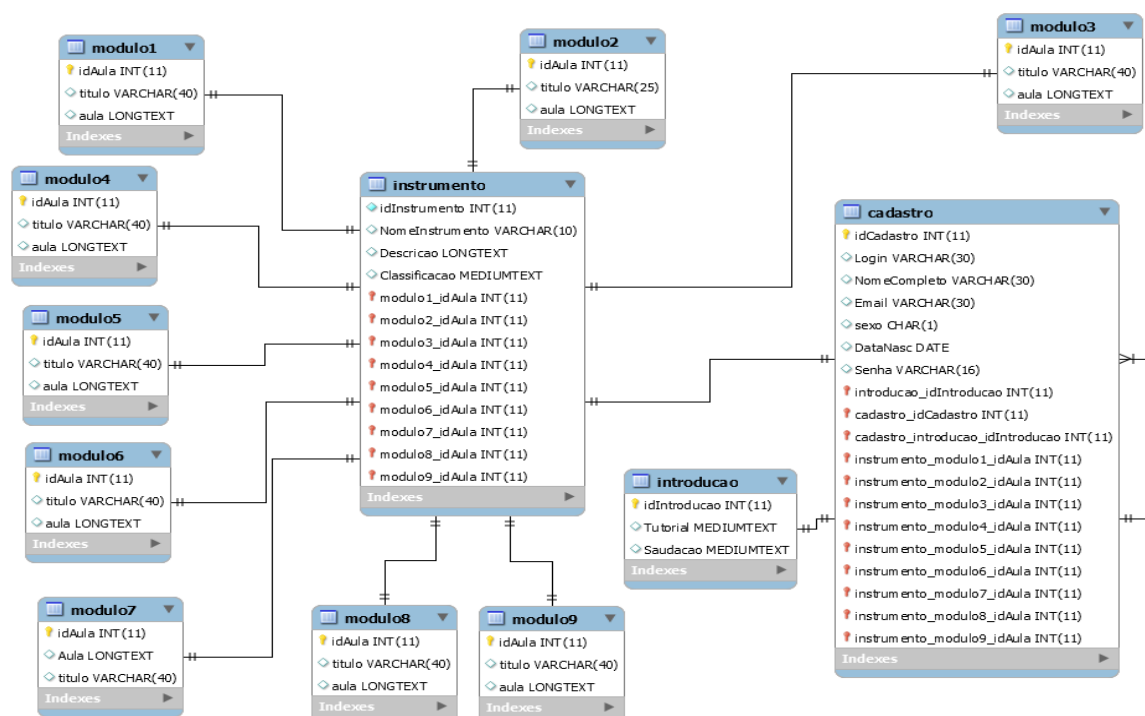 modulo1
idAula INT(11)
titulo VARCHAR(40)
aula LONGTEXT
Indexes
modulo2
idAula INT(11)
titulo VARCHAR(25)
aula LONGTEXT
Indexes
modulo3
idAula INT(11)
titulo VARCHAR(40)
aula LONGTEXT
Indexes
modulo4
idAula INT(11)
titulo VARCHAR(40)
aula LONGTEXT
Indexes
instrumento
idInstrumento INT(11)
NomeInstrumento VARCHAR(10)
Descricao LONGTEXT
Classificacao MEDIUMTEXT
modulo1_idAula INT(11)
modulo2_idAula INT(11)
modulo3_idAula INT(11)
modulo4_idAula INT(11)
modulo5_idAula INT(11)
modulo6_idAula INT(11)
modulo7_idAula INT(11)
modulo8_idAula INT(11)
modulo9_idAula INT(11)
Indexes
cadastro
idCadastro INT(11)
Login VARCHAR(30)
NomeCompleto VARCHAR(30)
Email VARCHAR(30)
sexo CHAR(1)
DataNasc DATE
Senha VARCHAR(16)
introducao_idIntroducao INT(11)
cadastro_idCadastro INT(11)
cadastro_introducao_idIntroducao INT(11)
instrumento_modulo1_idAula INT(11)
instrumento_modulo2_idAula INT(11)
instrumento_modulo3_idAula INT(11)
instrumento_modulo4_idAula INT(11)
instrumento_modulo5_idAula INT(11)
instrumento_modulo6_idAula INT(11)
instrumento_modulo7_idAula INT(11)
instrumento_modulo8_idAula INT(11)
instrumento_modulo9_idAula INT(11)
Indexes
modulo5
idAula INT(11)
titulo VARCHAR(40)
aula LONGTEXT
Indexes
modulo6
idAula INT(11)
titulo VARCHAR(40)
aula LONGTEXT
Indexes
introducao
idIntroducao INT(11)
Tutorial MEDIUMTEXT
Saudacao MEDIUMTEXT
Indexes
modulo7
idAula INT(11)
Aula LONGTEXT
titulo VARCHAR(40)
Indexes
modulo8
idAula INT(11)
titulo VARCHAR(40)
aula LONGTEXT
Indexes
modulo9
idAula INT(11)
titulo VARCHAR(40)
aula LONGTEXT
Indexes